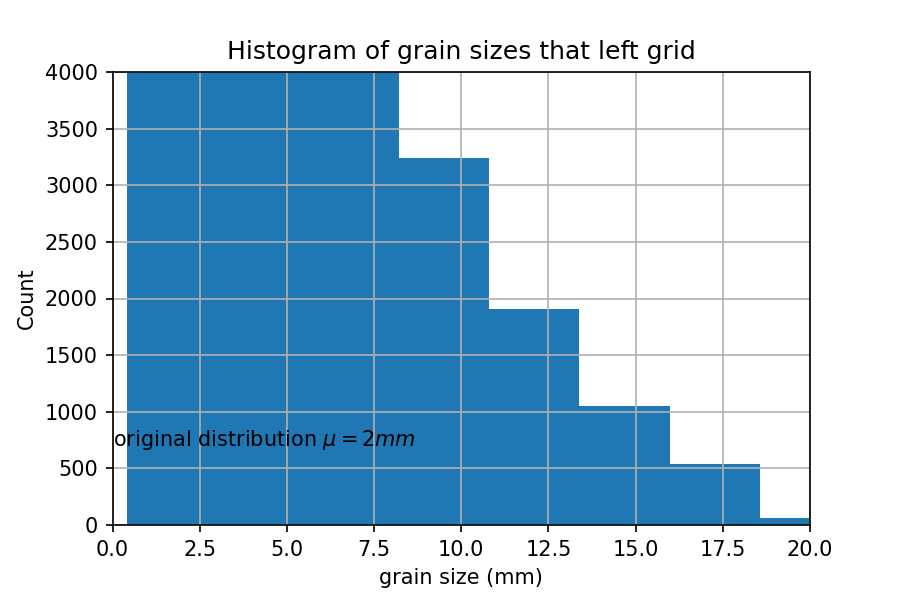 Histogram of grain sizes that left grid
4000
3500
3000
2500
2000
1500
1000
500
0
Count
original distribution μ = 2mm
0.0 2.5 5.0 7.5 10.0 12.5 15.0 17.5 20.0
grain size (mm)